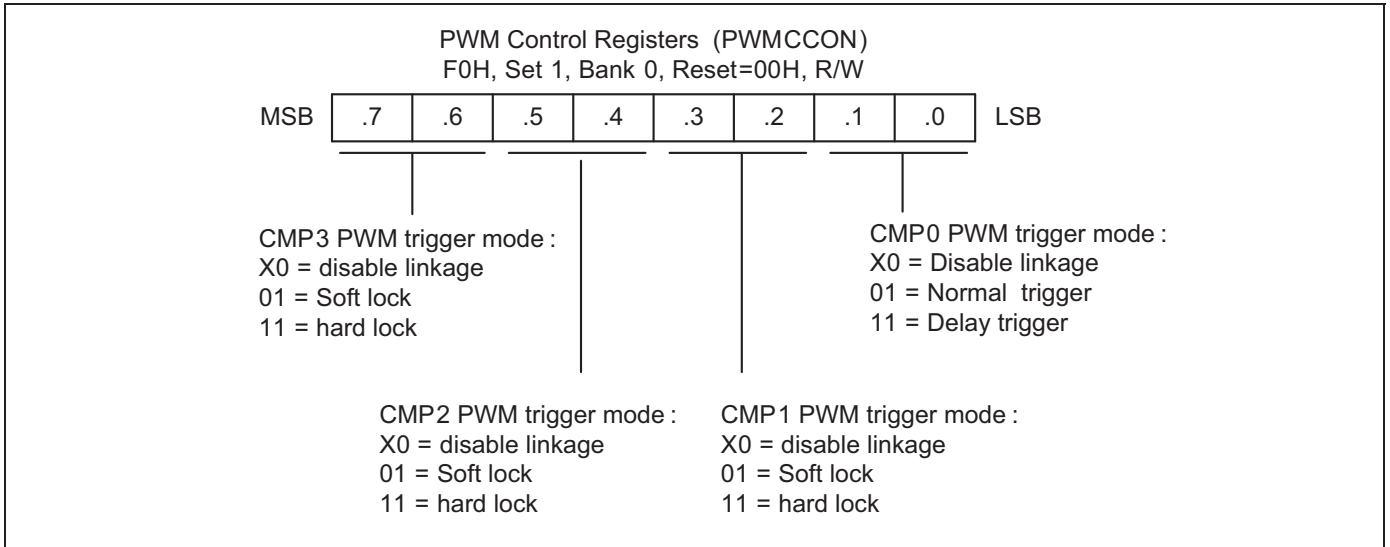 PWM Control Registers (PWMCCON)
F0H, Set 1, Bank 0, Reset=00H, R/W
MSB .7 .6 .5 .4 .3 .2 .1 .0 LSB
CMP3 PWM trigger mode :
X0 = disable linkage
01 = Soft lock
11 = hard lock
CMP0 PWM trigger mode :
X0 = Disable linkage
01 = Normal trigger
11 = Delay trigger
CMP2 PWM trigger mode :
X0 = disable linkage
01 = Soft lock
11 = hard lock
CMP1 PWM trigger mode :
X0 = disable linkage
01 = Soft lock
11 = hard lock